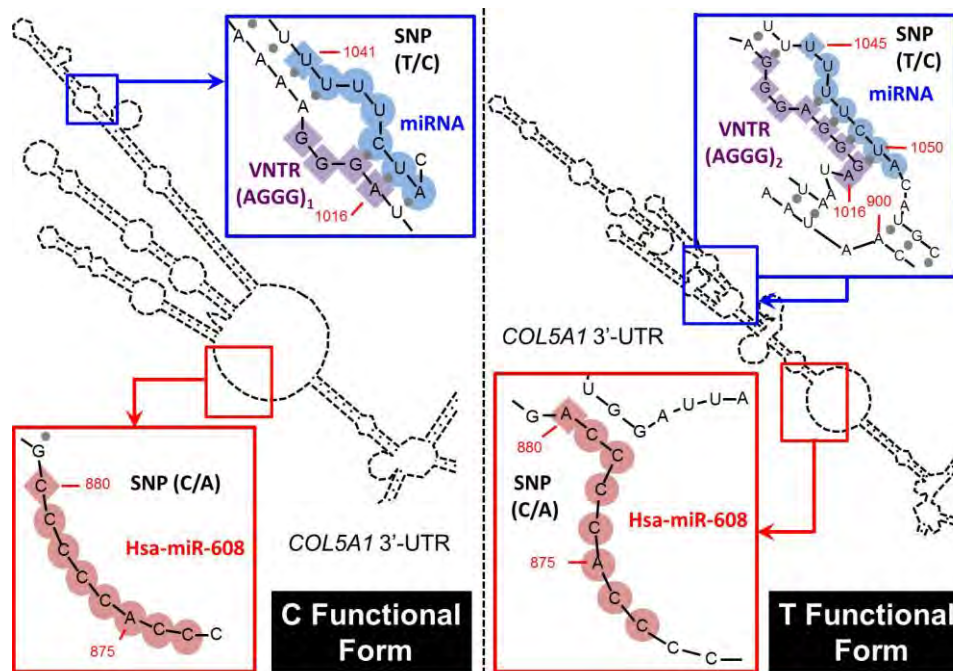 A A A A A G G G A U
U U U U U U C U A C
1041
SNP
(T/C)
miRNA
VNTR
(AGGG)1
1016
G C C C C C A C C C
880
SNP (C/A)
Hsa-miR-608
875
COL5A1 3'-UTR
C Functional
Form
A G G G A G G G A
U U U U U C U A C A U G C
1045
SNP
(T/C)
miRNA
VNTR
(AGGG)2
1050
1016
900
A A U A A C
COL5A1 3'-UTR
U G G A U U A
G A C C C C A C C C C
880
SNP
(C/A)
Hsa-miR-608
875
T Functional
Form